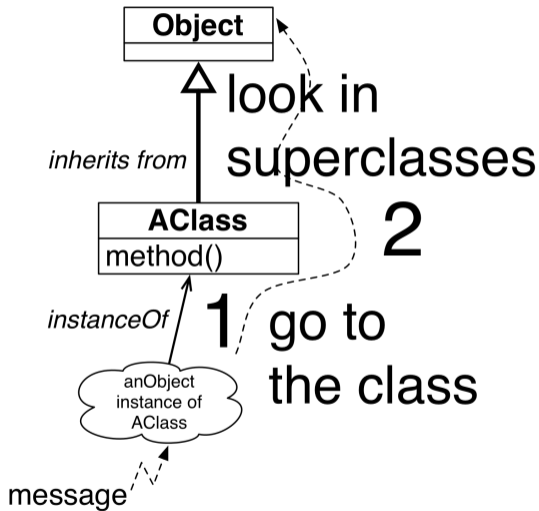 Object
look in
superclasses
inherits from
2
AClass
method()
instanceOf
1
go to
the class
anObject
instance of
AClass
message